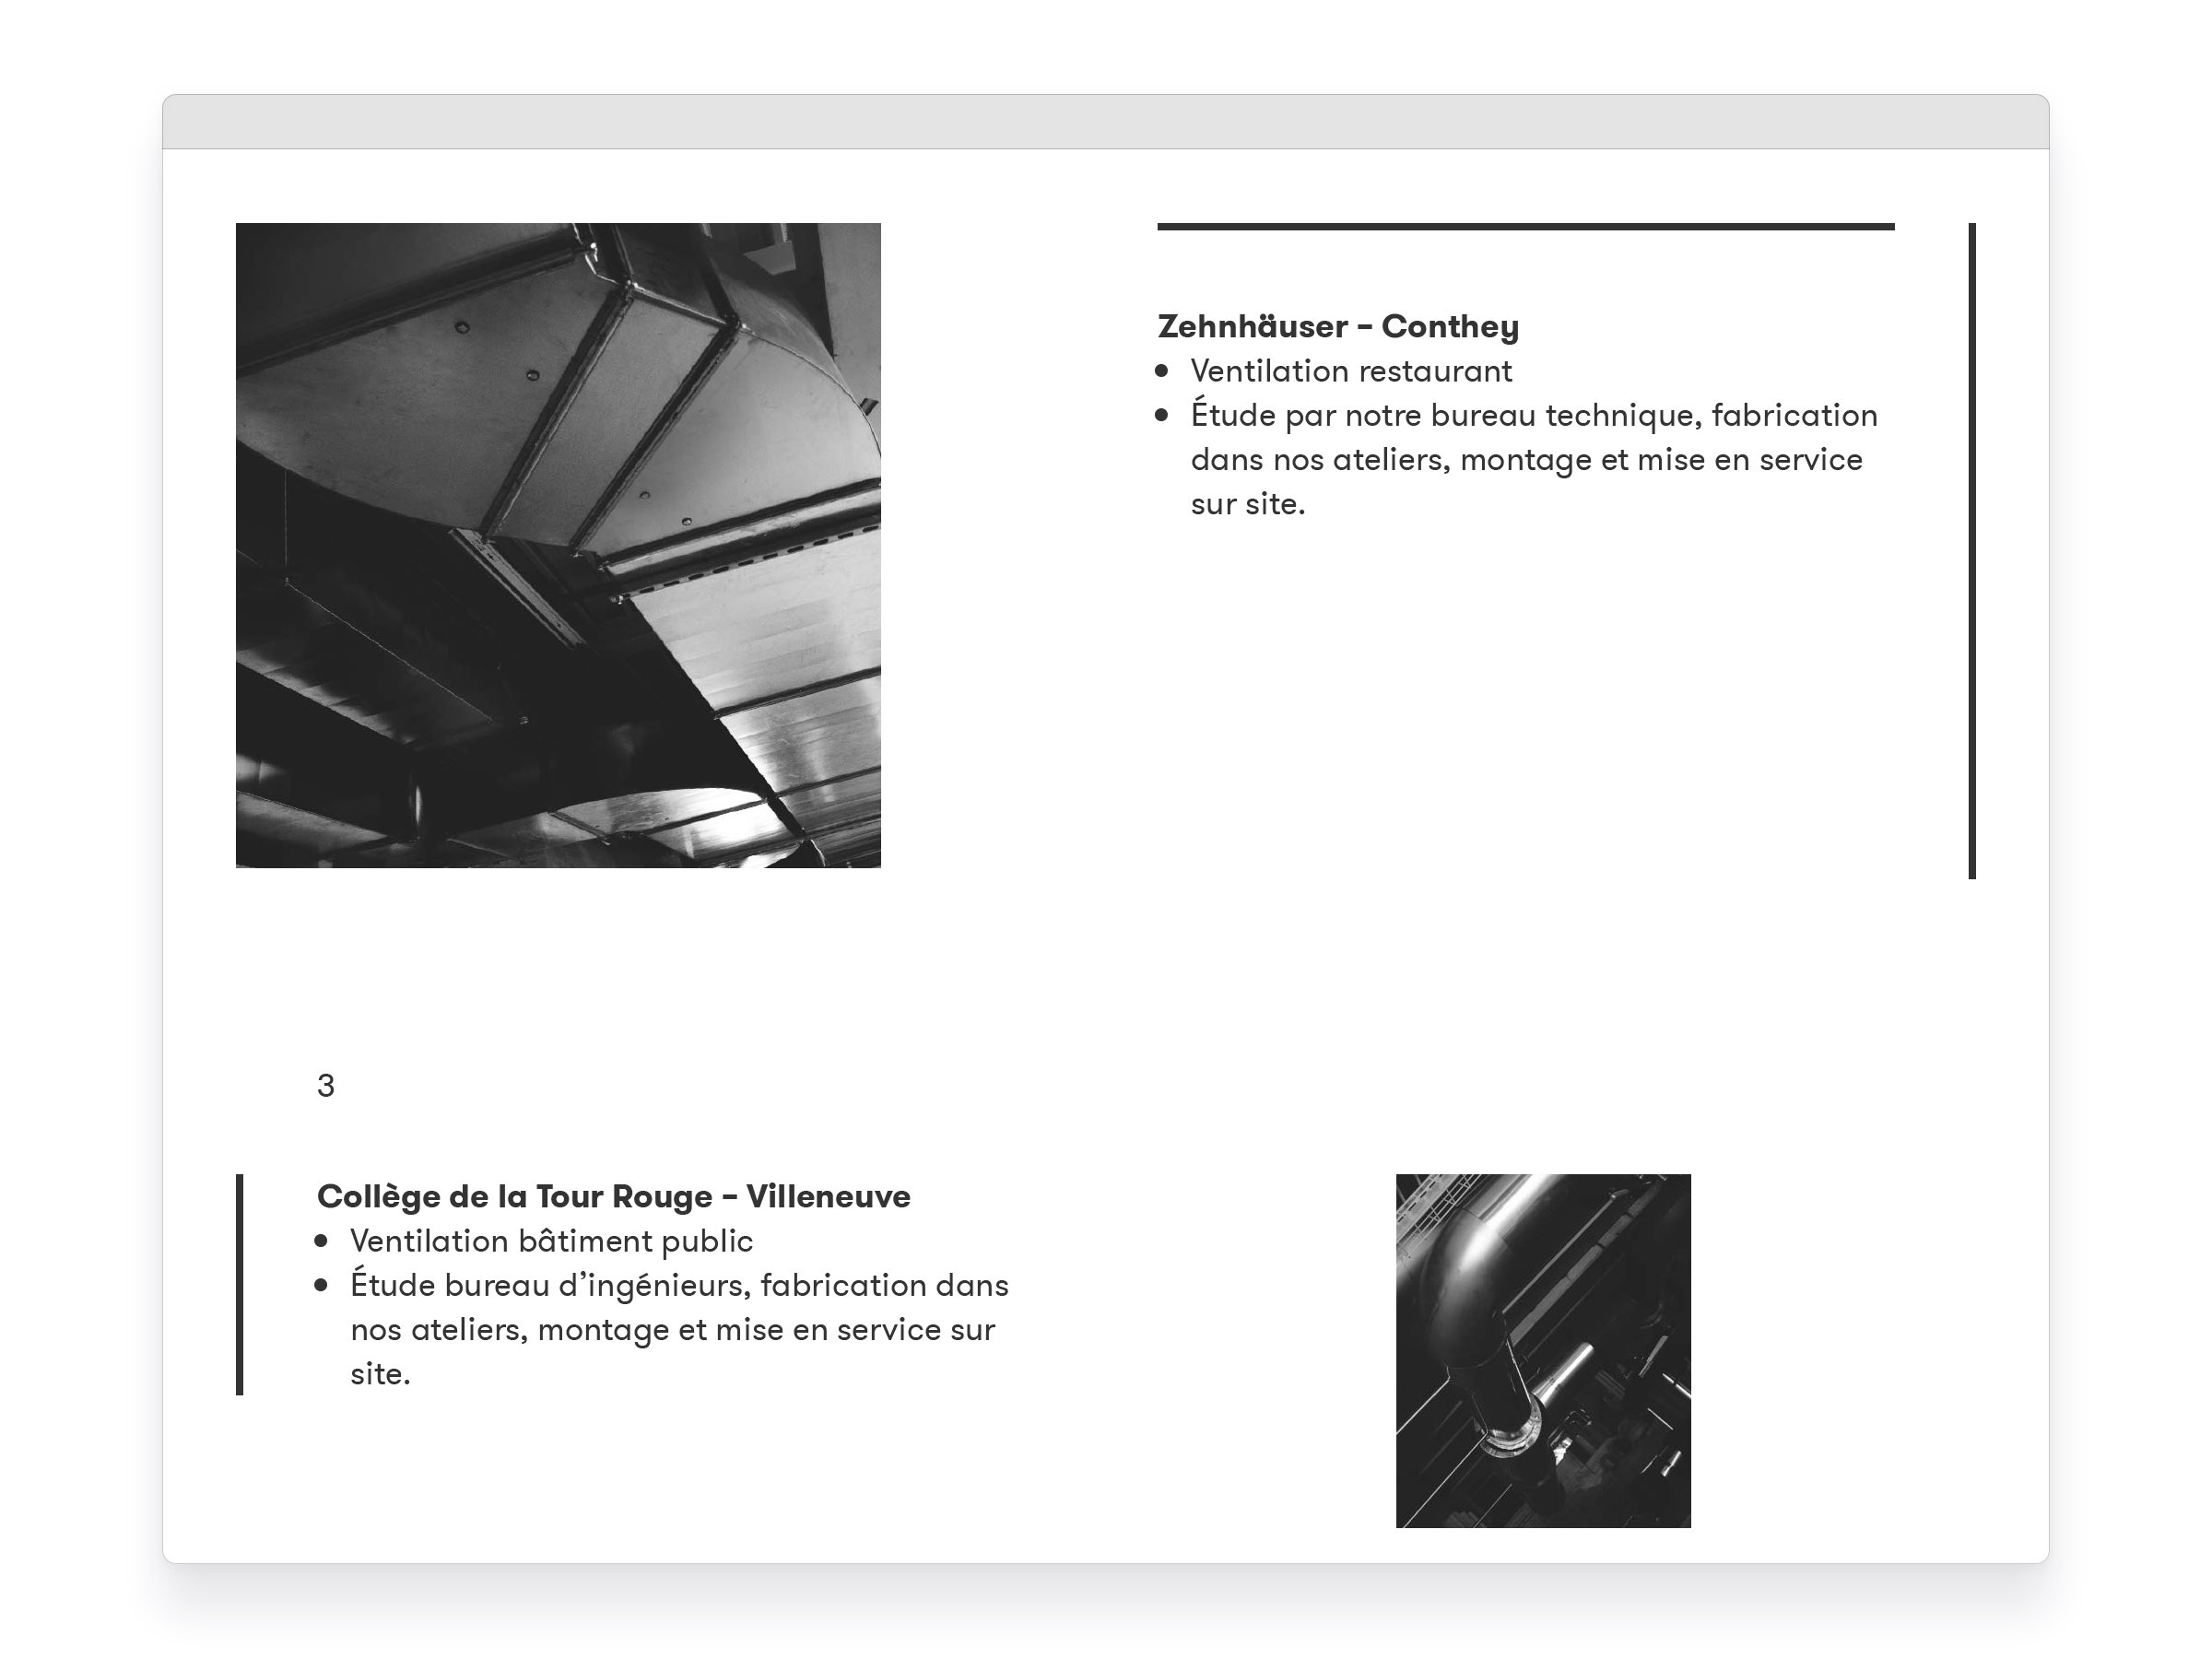 Zehnhäuser – Conthey
• Ventilation restaurant
• Étude par notre bureau technique, fabrication
dans nos ateliers, montage et mise en service
sur site.
3
Collège de la Tour Rouge – Villeneuve
• Ventilation bâtiment public
• Étude bureau d’ingénieurs, fabrication dans
nos ateliers, montage et mise en service sur
site.